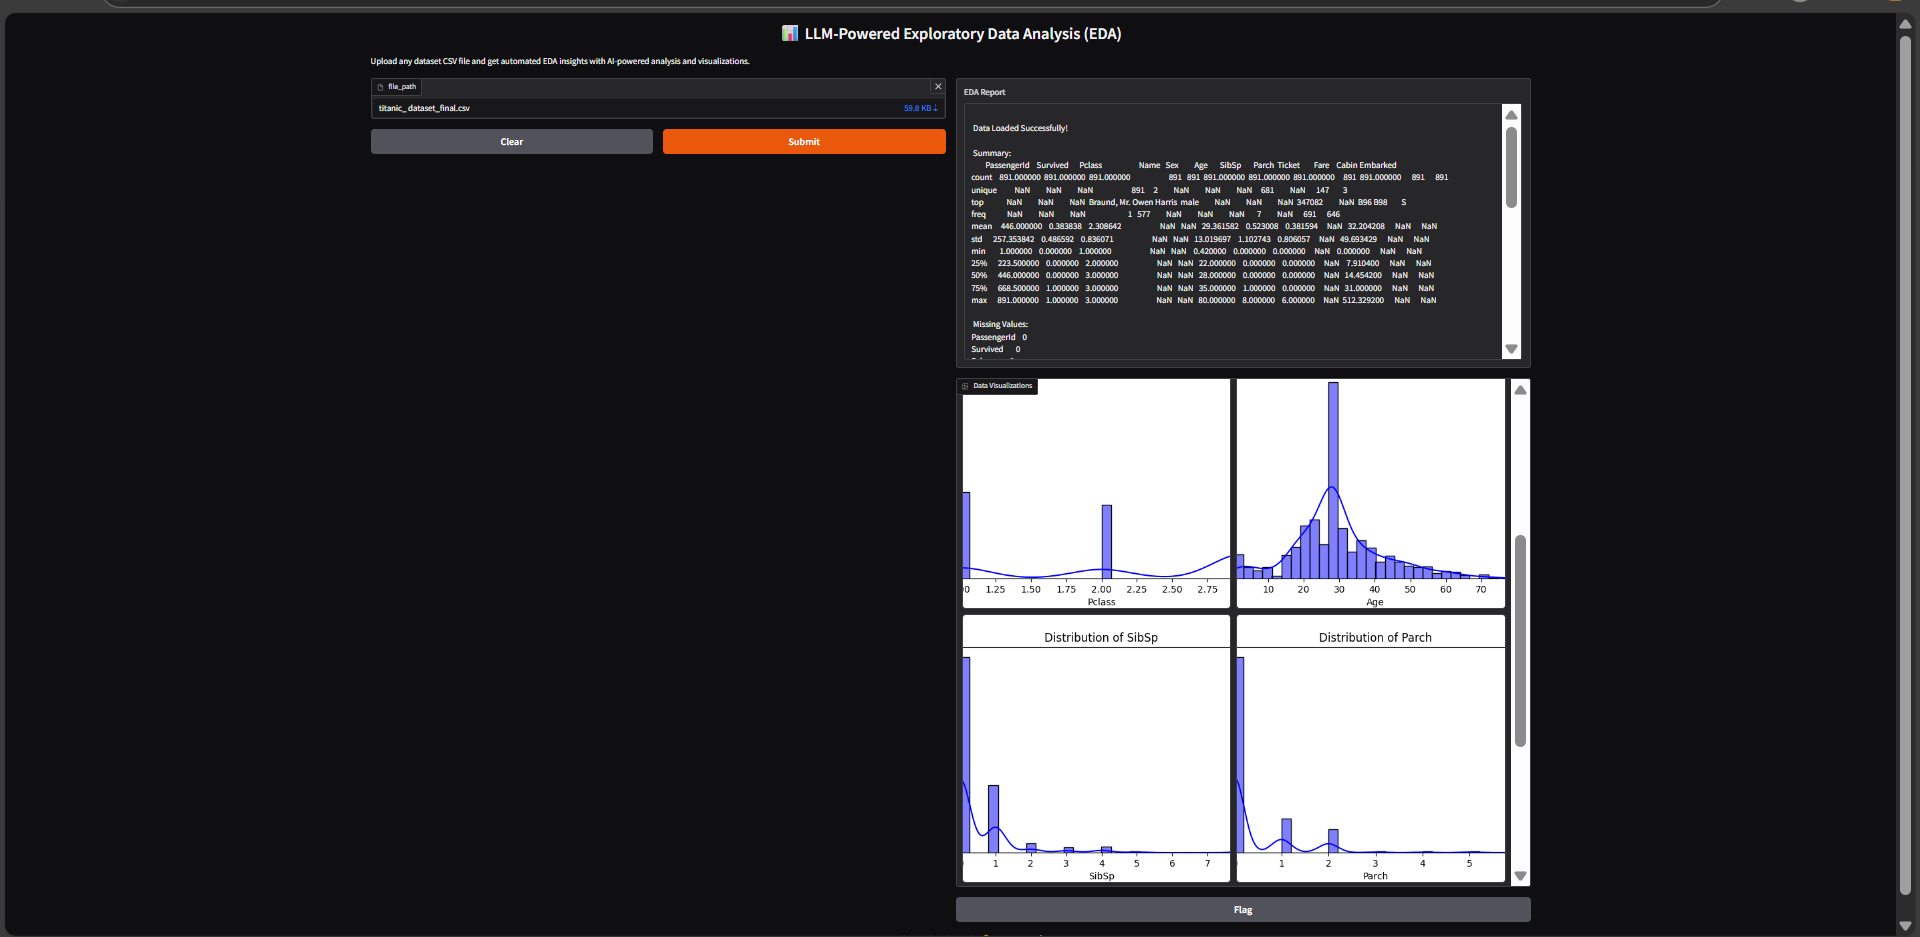 LLM-Powered Exploratory Data Analysis (EDA)
Upload any dataset CSV file and get automated EDA insights with AI-powered analysis and visualizations.
file_path
titanic_ dataset_final.csv 59.8 KB ↓
Clear Submit
EDA Report
Data Loaded Successfully!
Summary:
PassengerId Survived Pclass Name Sex Age SibSp Parch Ticket Fare Cabin Embarked
count 891.000000 891.000000 891.000000 891 891 891.000000 891.000000 891.000000 891 891.000000 891 891
unique NaN NaN NaN 891 2 NaN NaN NaN 681 NaN 147 3
top NaN NaN NaN Braund, Mr. Owen Harris male NaN NaN NaN 347082 NaN B96 B98 S
freq NaN NaN NaN 1 577 NaN NaN NaN 7 NaN 691 646
mean 446.000000 0.383838 2.308642 NaN NaN 29.361582 0.523008 0.381594 NaN 32.204208 NaN NaN
std 257.353842 0.486592 0.836071 NaN NaN 13.019697 1.102743 0.806057 NaN 49.693429 NaN NaN
min 1.000000 0.000000 1.000000 NaN NaN 0.420000 0.000000 0.000000 NaN 0.000000 NaN NaN
25% 223.500000 0.000000 2.000000 NaN NaN 22.000000 0.000000 0.000000 NaN 7.910400 NaN NaN
50% 446.000000 0.000000 3.000000 NaN NaN 28.000000 0.000000 0.000000 NaN 14.454200 NaN NaN
75% 668.500000 1.000000 3.000000 NaN NaN 35.000000 1.000000 0.000000 NaN 31.000000 NaN NaN
max 891.000000 1.000000 3.000000 NaN NaN 80.000000 8.000000 6.000000 NaN 512.329200 NaN NaN
Missing Values:
PassengerId 0
Survived 0
Data Visualizations
1.25 1.50 1.75 2.00 2.25 2.50 2.75
Pclass
10 20 30 40 50 60 70
Age
Distribution of SibSp
1 2 3 4 5 6 7
SibSp
Distribution of Parch
1 2 3 4 5
Parch
Flag